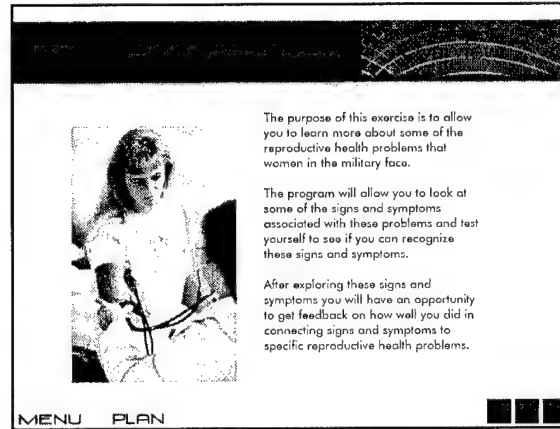 The purpose of this exercise is to allow
you to learn more about some of the
reproductive health problems that
women in the military face.
The program will allow you to look at
some of the signs and symptoms
associated with these problems and test
yourself to see if you can recognize
these signs and symptoms.
After exploring these signs and
symptoms you will have an opportunity
to get feedback on how well you did in
connecting signs and symptoms to
specific reproductive health problems.
MENU PLAN